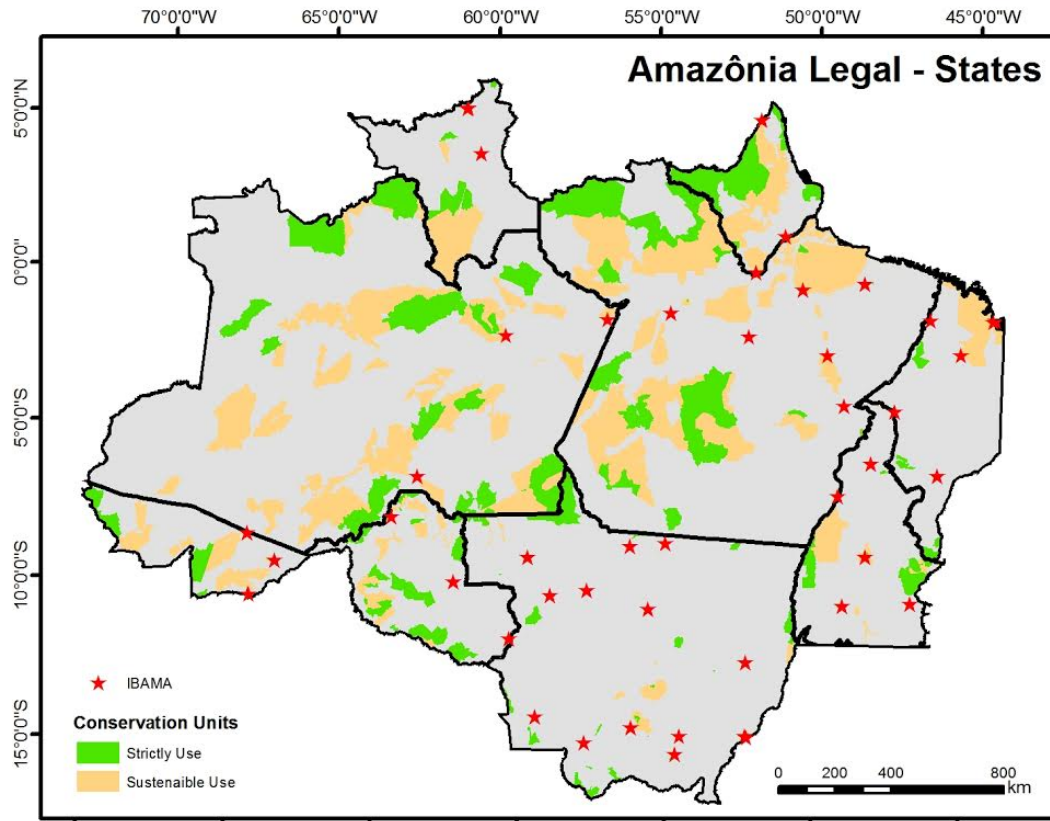 70°0'0"W 65°0'0"W 60°0'0"W 55°0'0"W 50°0'0"W 45°0'0"W
Amazônia Legal - States
5°0'0"N
0°0'0"
5°0'0"S
10°0'0"S
15°0'0"S
IBAMA
Conservation Units
Strictly Use
Sustenaible Use
0 200 400 800
km